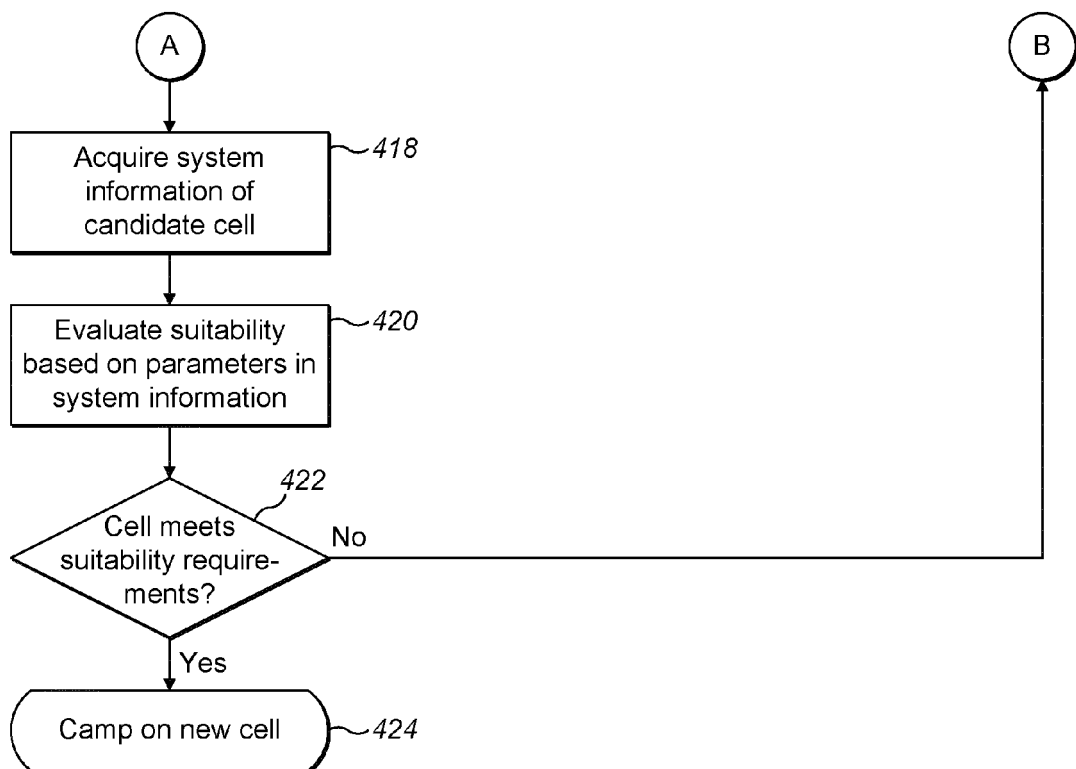 A
B
Acquire system
information of
candidate cell
418
Evaluate suitability
based on parameters in
system information
420
422
Cell meets
suitability require-
ments?
No
Yes
Camp on new cell
424